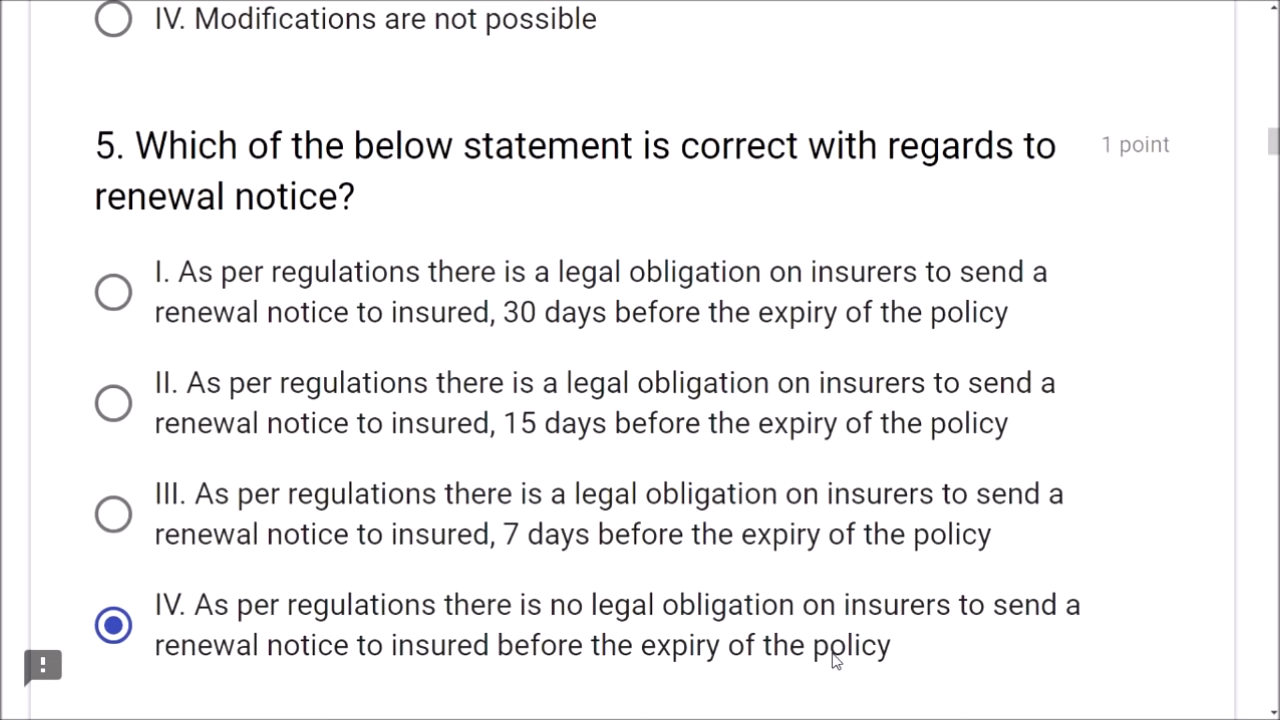 IV. Modifications are not possible
5. Which of the below statement is correct with regards to
1 point
renewal notice?
I. As per regulations there is a legal obligation on insurers to send a
renewal notice to insured, 30 days before the expiry of the policy
II. As per regulations there is a legal obligation on insurers to send a
renewal notice to insured, 15 days before the expiry of the policy
III. As per regulations there is a legal obligation on insurers to send a
renewal notice to insured, 7 days before the expiry of the policy
IV. As per regulations there is no legal obligation on insurers to send a
renewal notice to insured before the expiry of the policy